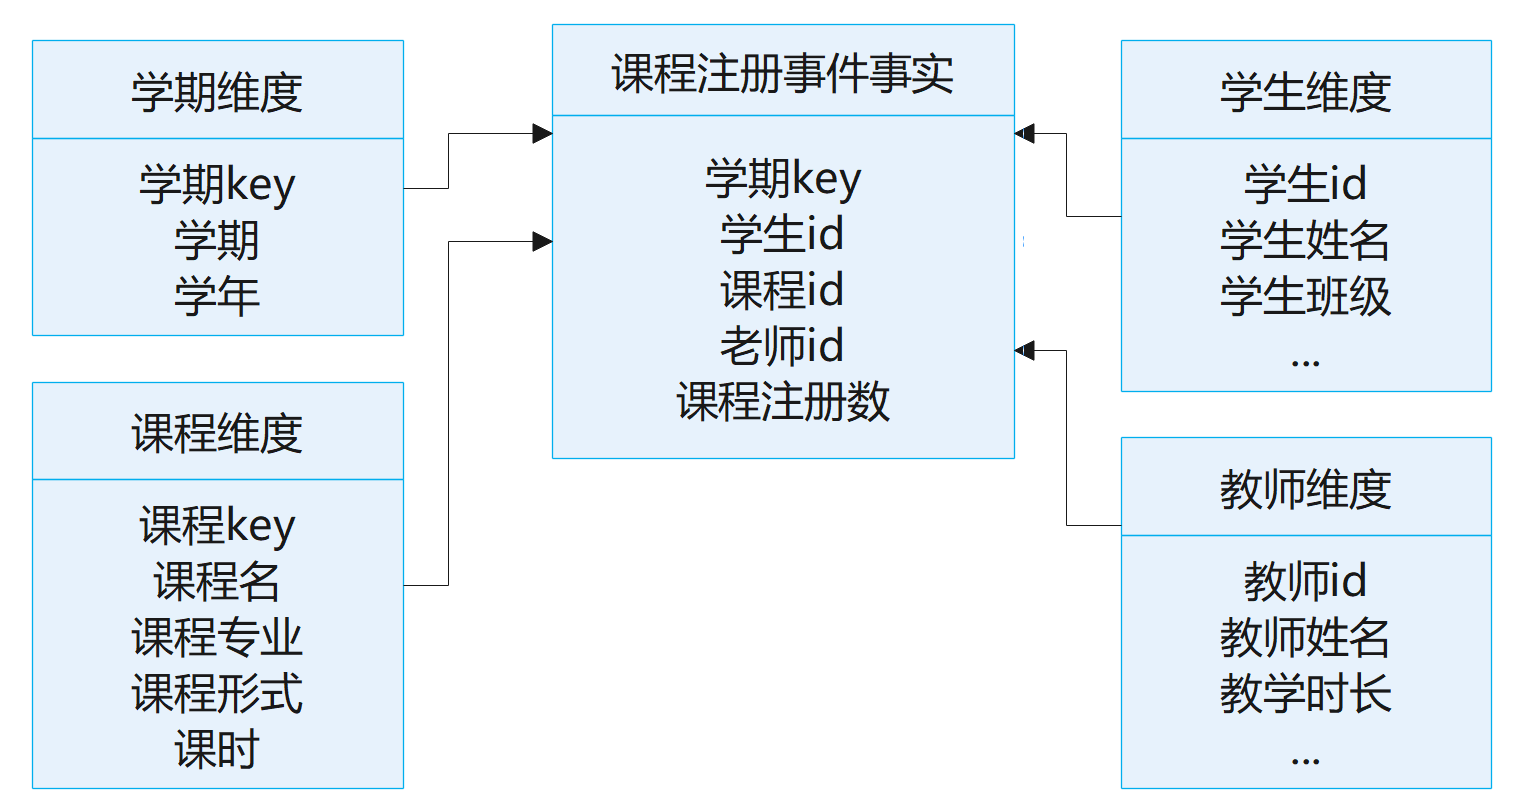 学期维度
学期key
学期
学年
课程维度
课程key
课程名
课程专业
课程形式
课时
课程注册事件事实
学期key
学生id
课程id
老师id
课程注册数
学生维度
学生id
学生姓名
学生班级
...
教师维度
教师id
教师姓名
教学时长
...